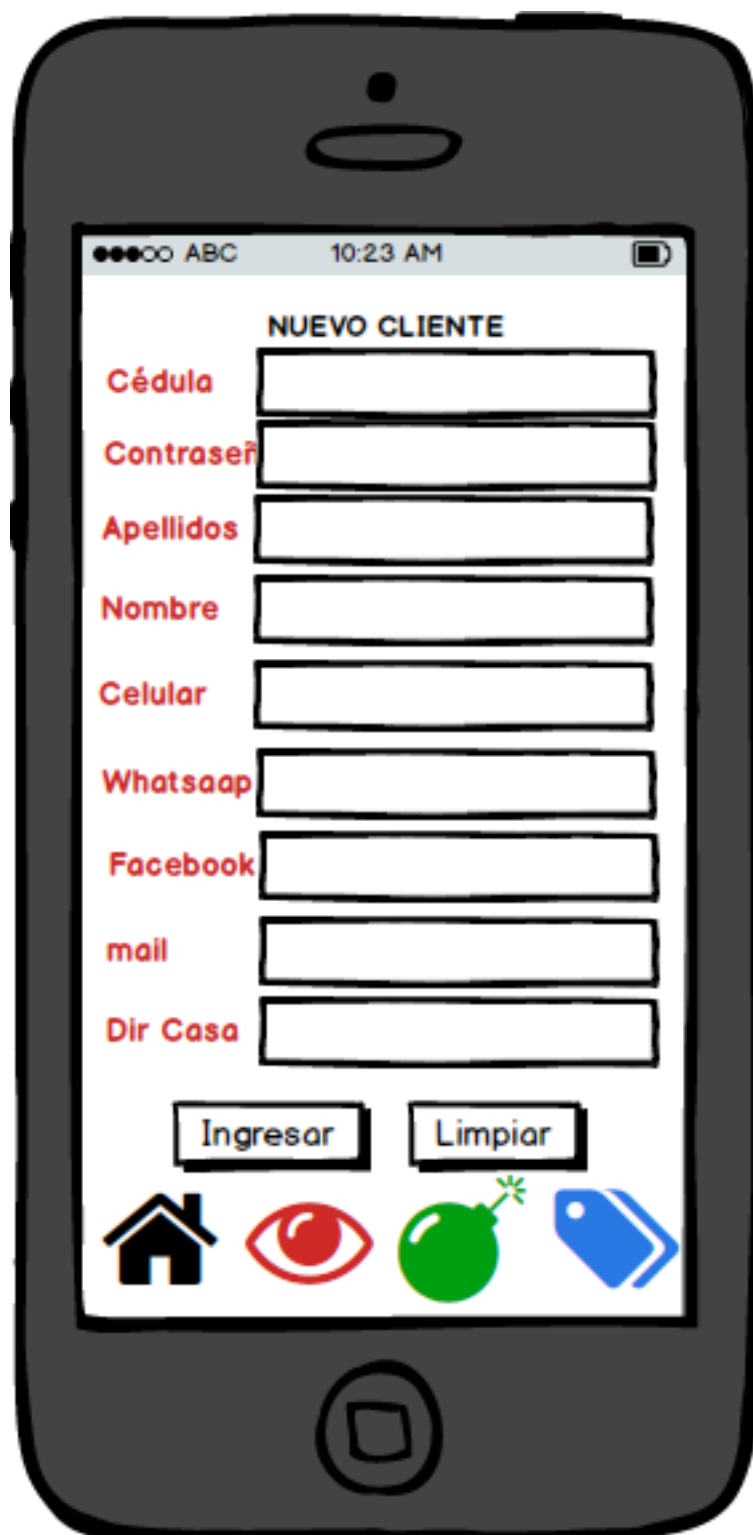 ABC 10:23 AM
NUEVO CLIENTE
Cédula
Contraseñ
Apellidos
Nombre
Celular
Whatsaap
Facebook
mail
Dir Casa
Ingresar Limpiar